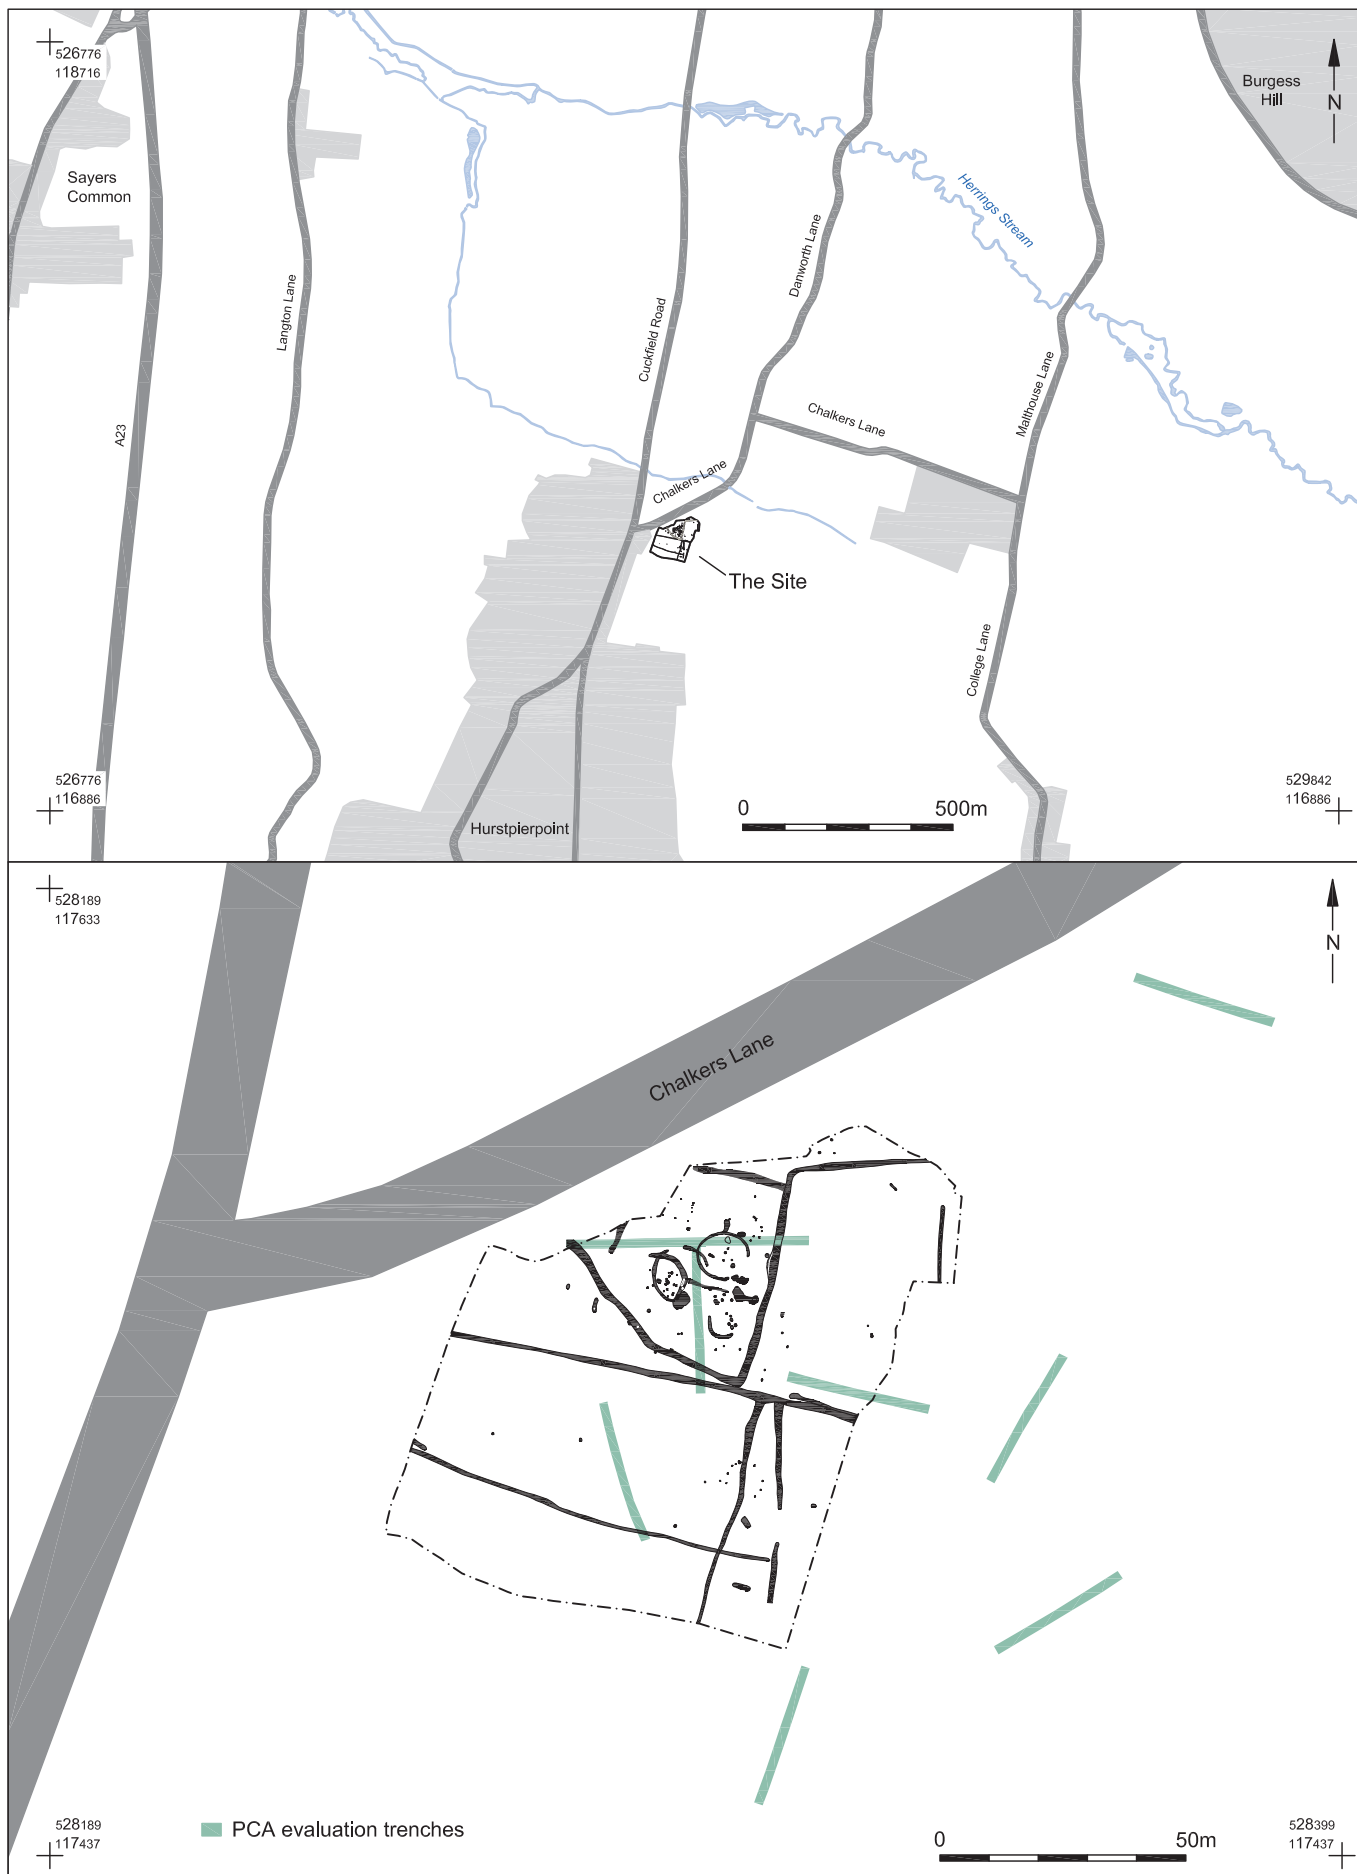 526776
118716
Burgess
Hill
N
Sayers
Common
Herrings Stream
Danworth Lane
Langton Lane
Cuckfield Road
Malthouse Lane
Chalkers Lane
A23
Chalkers Lane
The Site
College Lane
526776
116886
529842
116886
0 500m
Hurstpierpoint
528189
117633
N
Chalkers Lane
528189
117437
PCA evaluation trenches
0 50m
528399
117437